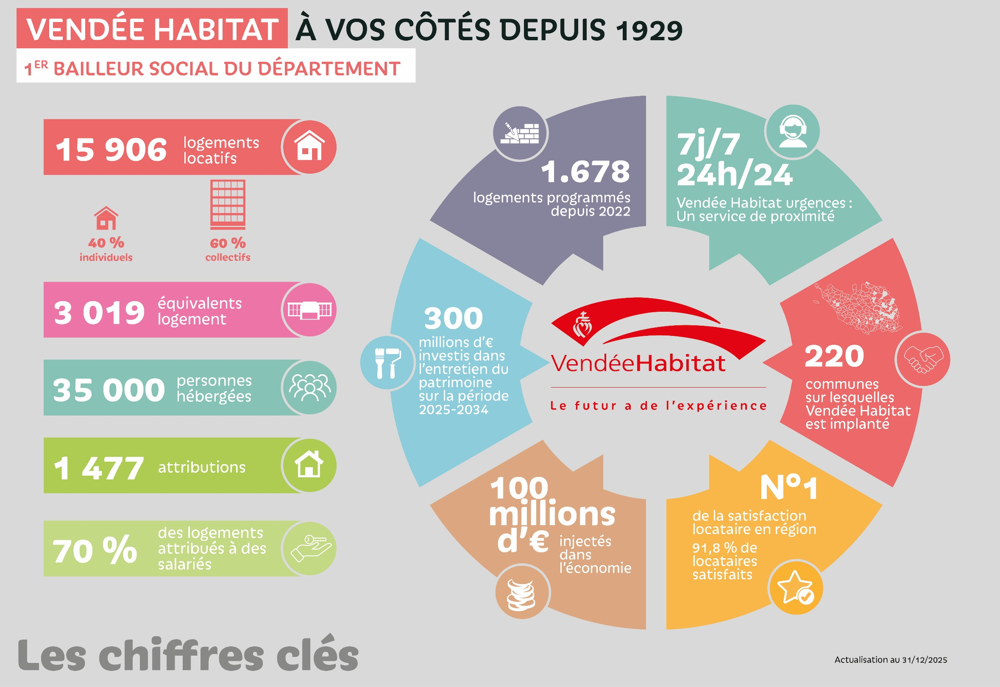 VENDÉE HABITAT À VOS CÔTÉS DEPUIS 1929
1ER BAILLEUR SOCIAL DU DÉPARTEMENT
15 906 logements
locatifs
40 %
individuels
60 %
collectifs
3 019 équivalents
logement
35 000 personnes
hébergées
1 477 attributions
70 % des logements
attribués à des
salariés
1.678
logements programmés
depuis 2022
7j/7
24h/24
Vendée Habitat urgences :
Un service de proximité
300
millions d'€
investis dans
l'entretien du
patrimoine
sur la période
2025-2034
VendéeHabitat
Le futur a de l'expérience
220
communes
sur lesquelles
Vendée Habitat
est implanté
100
millions
d'€ injectés
dans
l'économie
N°1
de la satisfaction
locataire en région
91,8 % de
locataires
satisfaits
Les chiffres clés
Actualisation au 31/12/2025